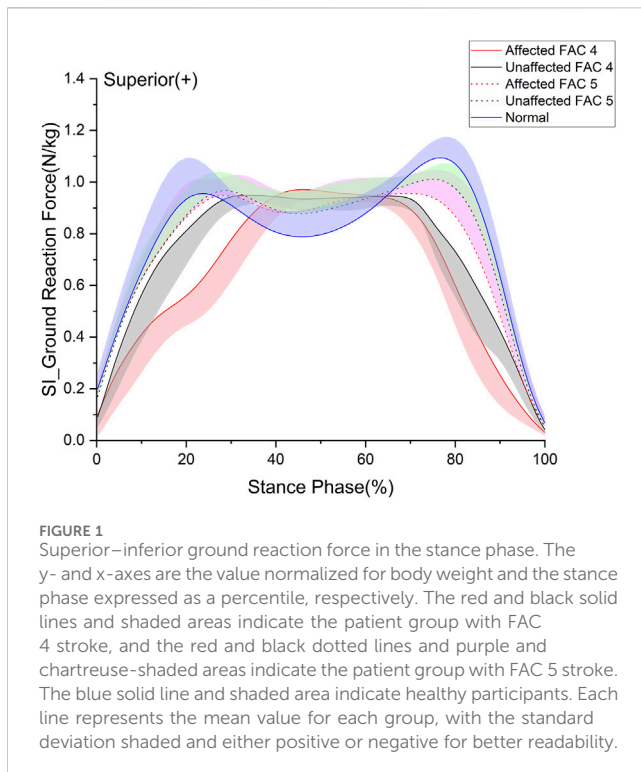 Affected FAC 4
Unaffected FAC 4
Affected FAC 5
Unaffected FAC 5
Normal
Superior(+)
1.4
1.2
1.0
0.8
0.6
0.4
0.2
0.0
SI_Ground Reaction Force(N/kg)
0 20 40 60 80 100
Stance Phase(%)
FIGURE 1
Superior–inferior ground reaction force in the stance phase. The
y- and x-axes are the value normalized for body weight and the stance
phase expressed as a percentile, respectively. The red and black solid
lines and shaded areas indicate the patient group with FAC
4 stroke, and the red and black dotted lines and purple and
chartreuse-shaded areas indicate the patient group with FAC 5 stroke.
The blue solid line and shaded area indicate healthy participants. Each
line represents the mean value for each group, with the standard
deviation shaded and either positive or negative for better readability.